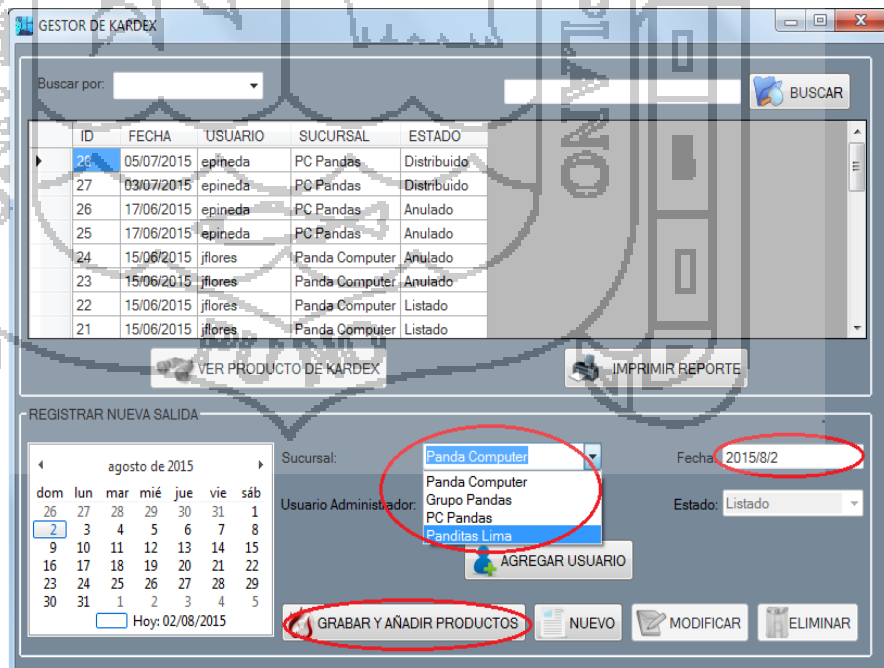 GESTOR DE KARDEX
Buscar por:
BUSCAR
ID FECHA USUARIO SUCURSAL ESTADO
28 05/07/2015 epineda PC Pandas Distribuido
27 03/07/2015 epineda PC Pandas Distribuido
26 17/06/2015 epineda PC Pandas Anulado
25 17/06/2015 epineda PC Pandas Anulado
24 15/06/2015 jflores Panda Computer Anulado
23 15/06/2015 jflores Panda Computer Anulado
22 15/06/2015 jflores Panda Computer Listado
21 15/06/2015 jflores Panda Computer Listado
VER PRODUCTO DE KARDEX IMPRIMIR REPORTE
REGISTRAR NUEVA SALIDA
agosto de 2015
dom lun mar mié jue vie sáb
26 27 28 29 30 31 1
2 3 4 5 6 7 8
9 10 11 12 13 14 15
16 17 18 19 20 21 22
23 24 25 26 27 28 29
30 31 1 2 3 4 5
Hoy: 02/08/2015
Sucursal: Panda Computer Fecha: 2015/8/2
Panda Computer
Grupo Pandas
PC Pandas
Panditas Lima
Usuario Administrador: Estado: Listado
AGREGAR USUARIO
GRABAR Y AÑADIR PRODUCTOS NUEVO MODIFICAR ELIMINAR